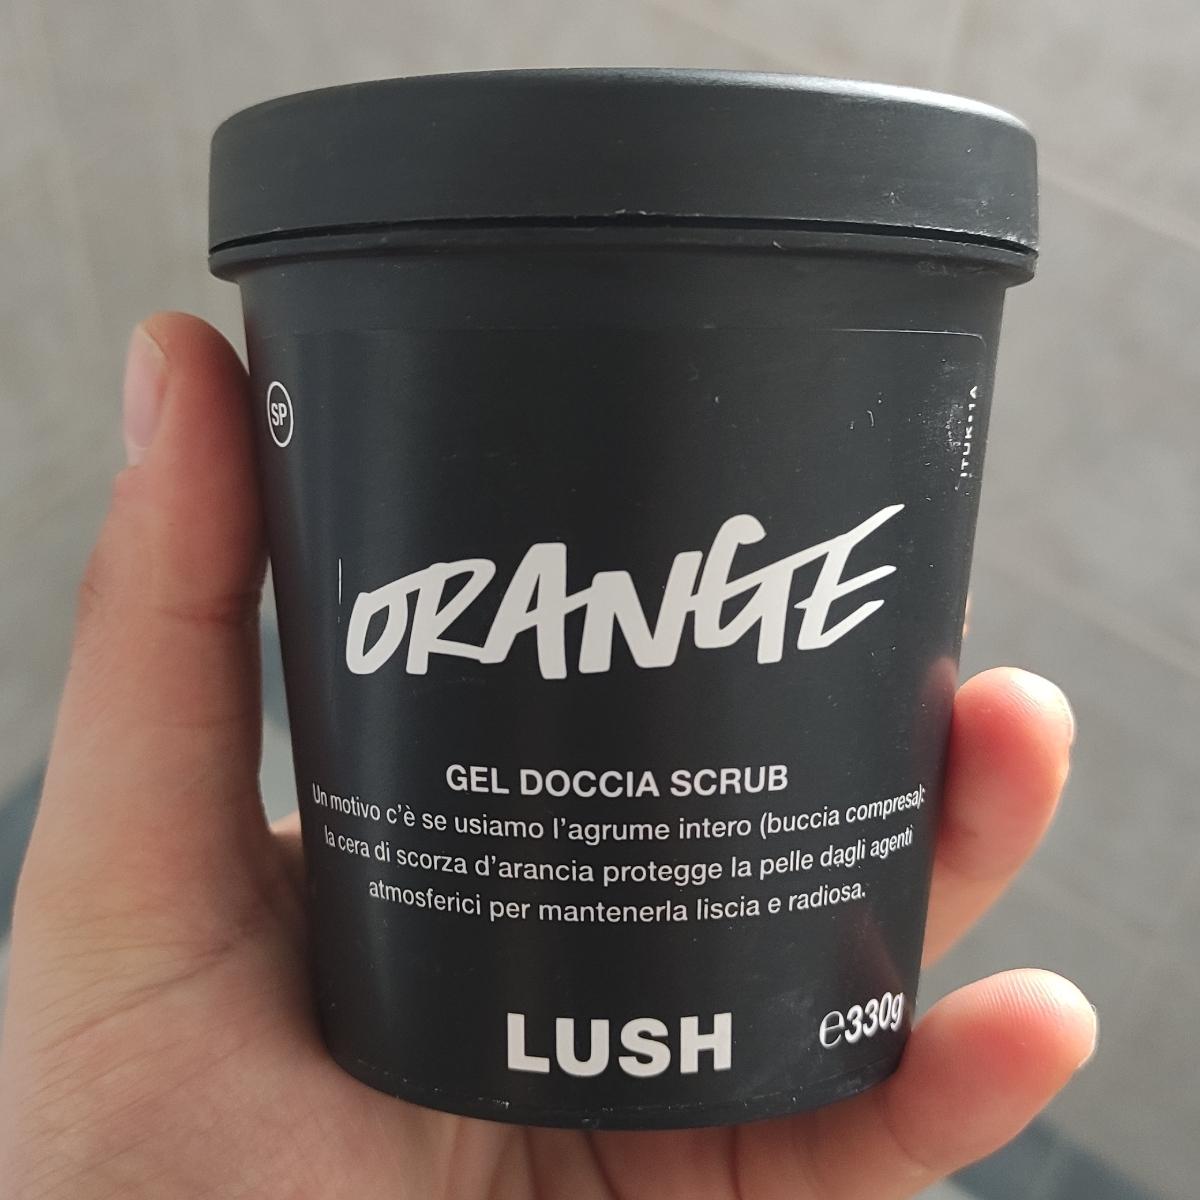 SP
ITUK11A
ORANGE
GEL DOCCIA SCRUB
Un motivo c'è se usiamo l'agrume intero (buccia compresa):
la cera di scorza d'arancia protegge la pelle dagli agenti
atmosferici per mantenerla liscia e radiosa.
LUSH
℮330g